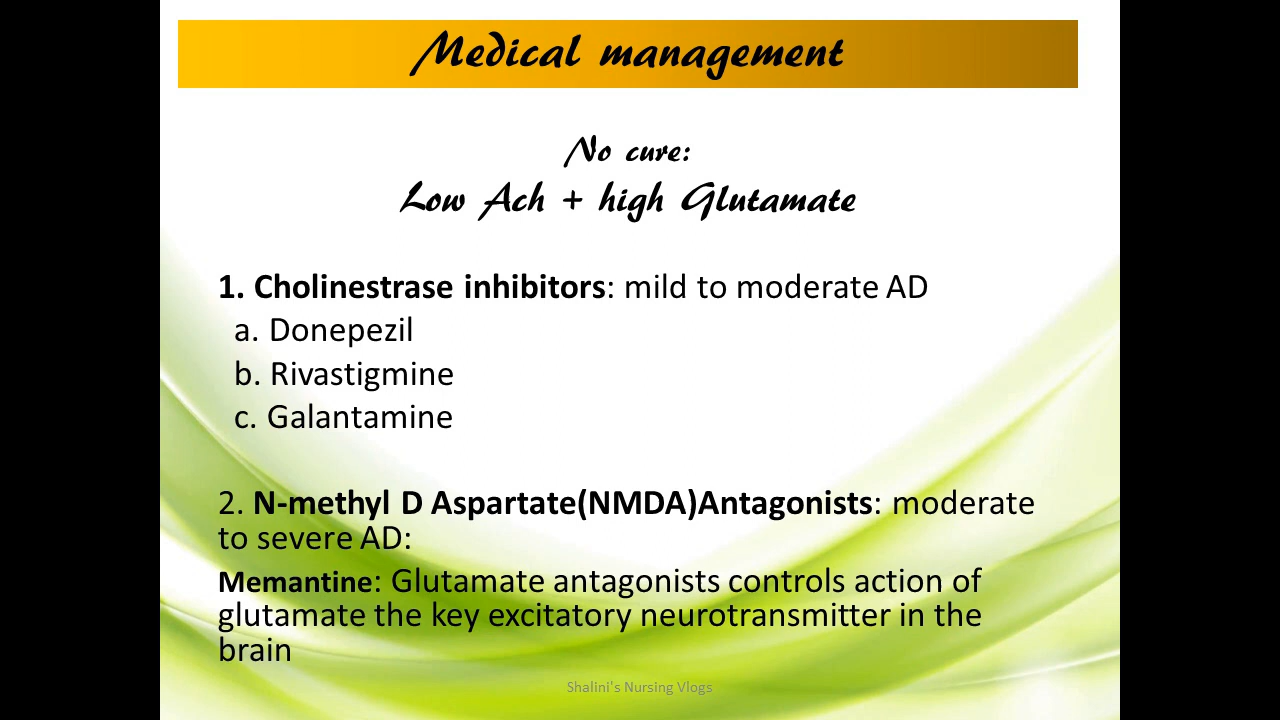 Medical management
No cure:
Low Ach + high Glutamate
1. Cholinestrase inhibitors: mild to moderate AD
a. Donepezil
b. Rivastigmine
c. Galantamine
2. N-methyl D Aspartate(NMDA)Antagonists: moderate
to severe AD:
Memantine: Glutamate antagonists controls action of
glutamate the key excitatory neurotransmitter in the
brain
Shalini's Nursing Vlogs